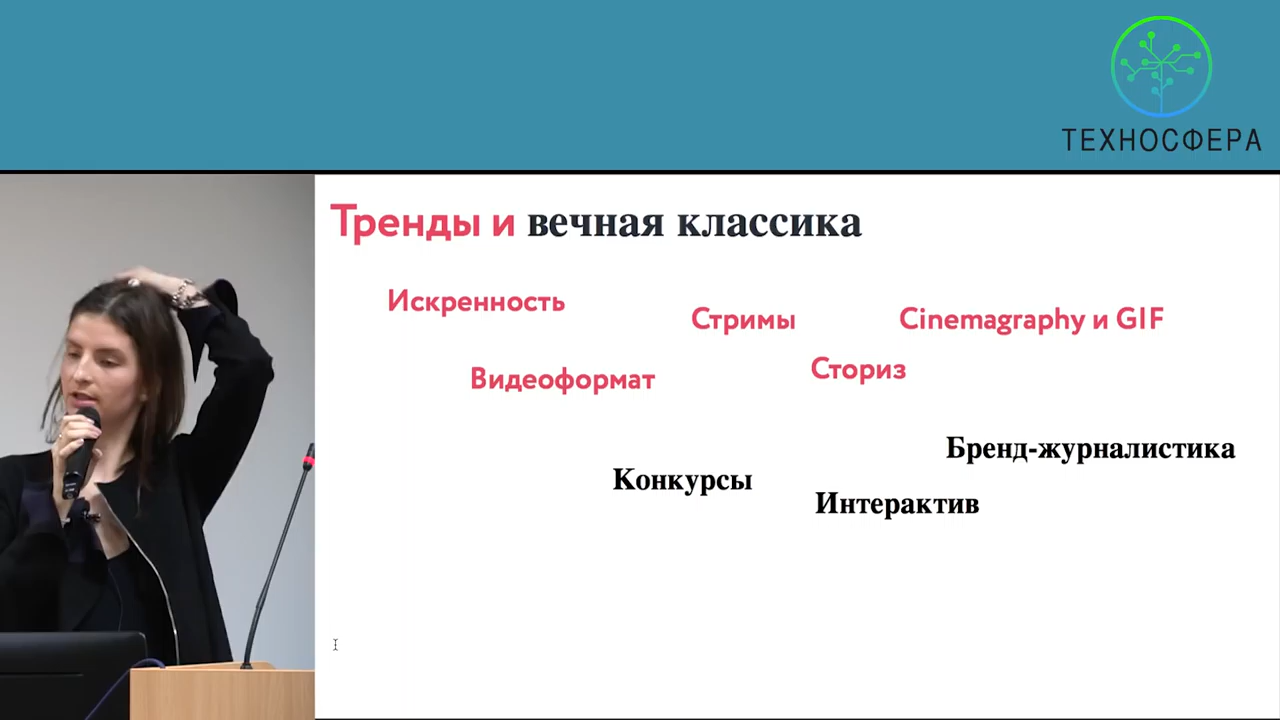 ТЕХНОСФЕРА
Тренды и вечная классика
Искренность
Стримы
Cinemagraphy и GIF
Видеоформат
Сториз
Бренд-журналистика
Конкурсы
Интерактив